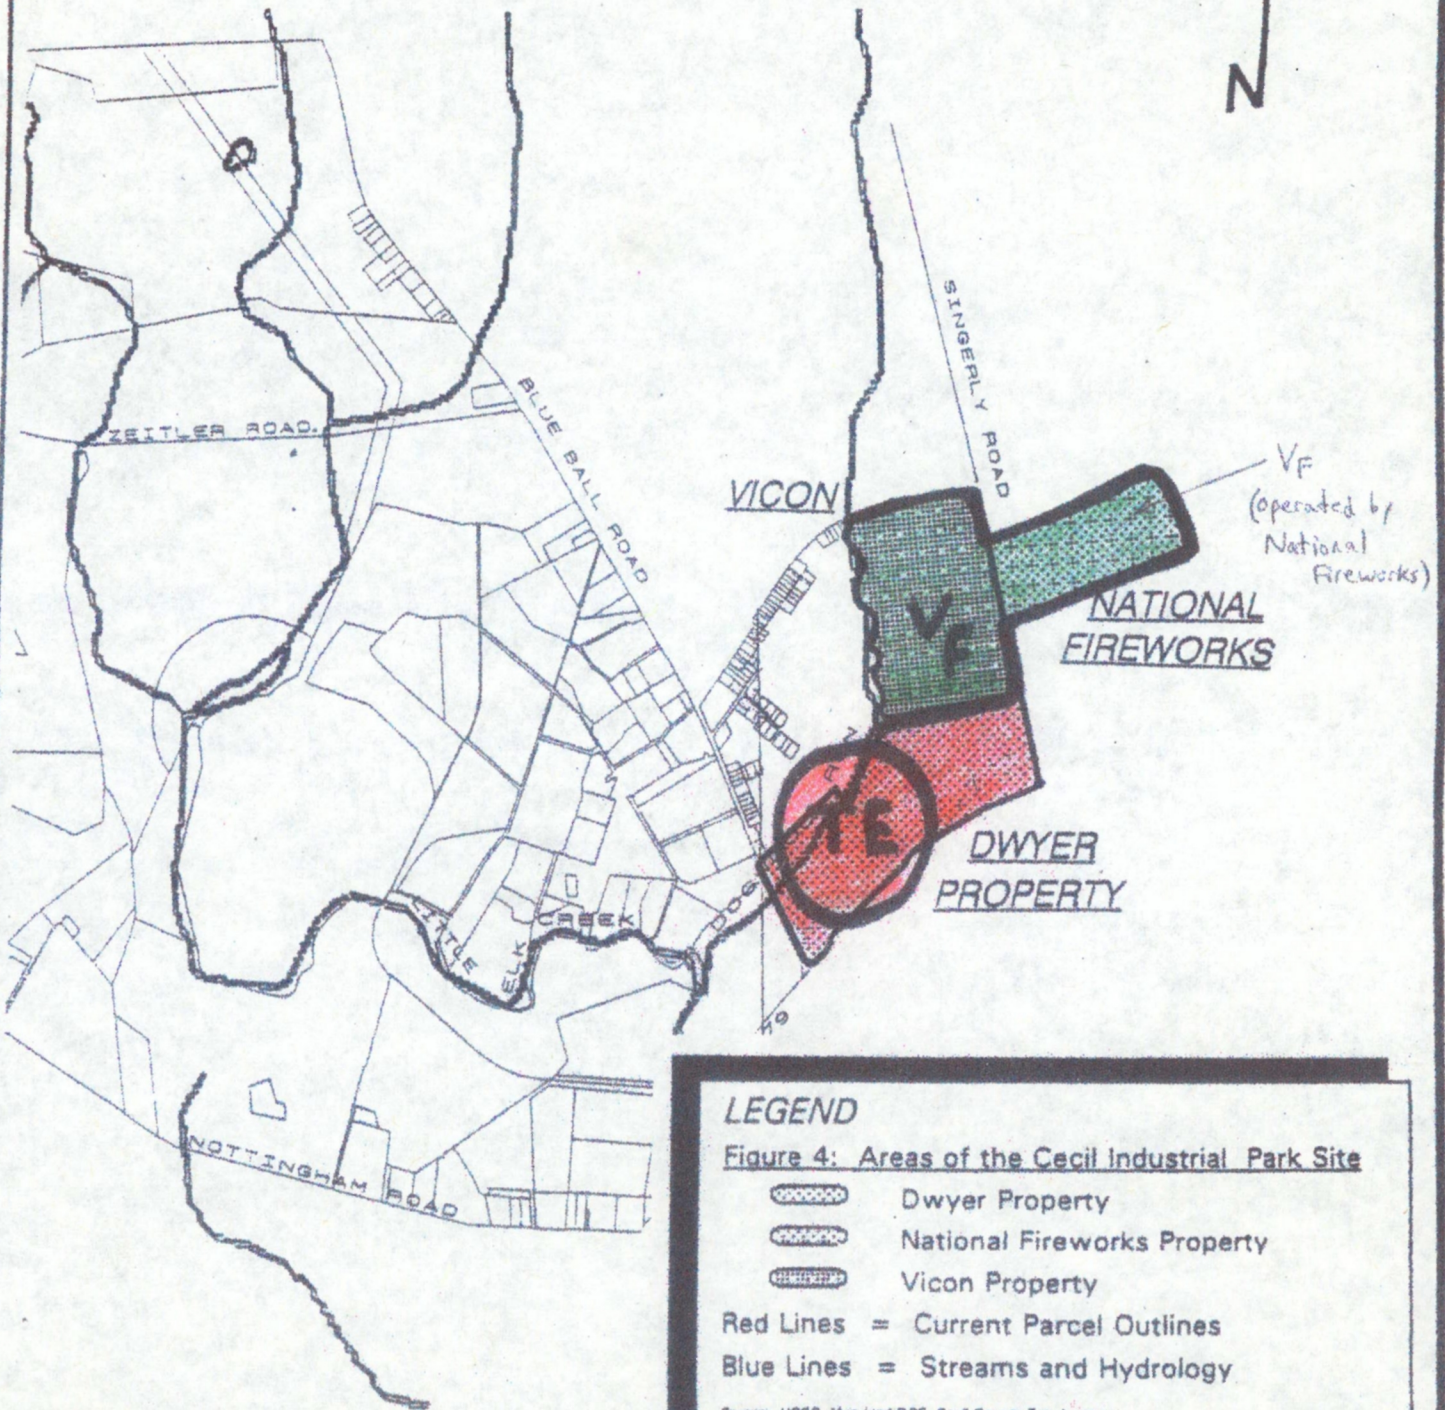 N
SINGERLY ROAD
BLUE BALL ROAD
ZEITLER ROAD.
VICON
VF
(operated by
National
Fireworks)
NATIONAL
FIREWORKS
VF
TE
DWYER
PROPERTY
LITTLE
ELK
CREEK
NOTTINGHAM ROAD
LEGEND
Figure 4: Areas of the Cecil Industrial Park Site
Dwyer Property
National Fireworks Property
Vicon Property
Red Lines = Current Parcel Outlines
Blue Lines = Streams and Hydrology